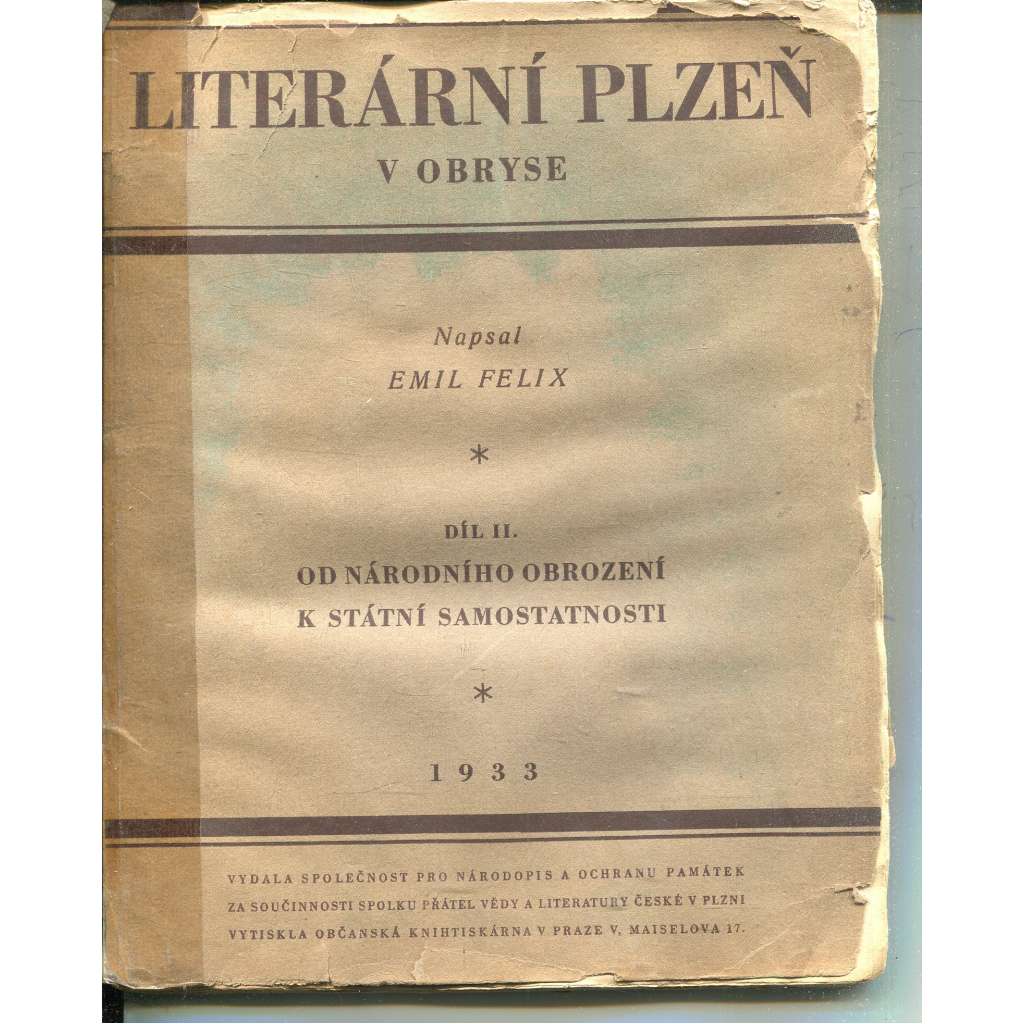 LITERÁRNÍ PLZEŇ
V OBRYSE
Napsal
EMIL FELIX
*
DÍL II.
OD NÁRODNÍHO OBROZENÍ
K STÁTNÍ SAMOSTATNOSTI
*
1933
VYDALA SPOLEČNOST PRO NÁRODOPIS A OCHRANU PAMÁTEK
ZA SOUČINNOSTI SPOLKU PŘÁTEL VĚDY A LITERATURY ČESKÉ V PLZNI
VYTISKLA OBČANSKÁ KNIHTISKÁRNA V PRAZE V, MAISELOVA 17.